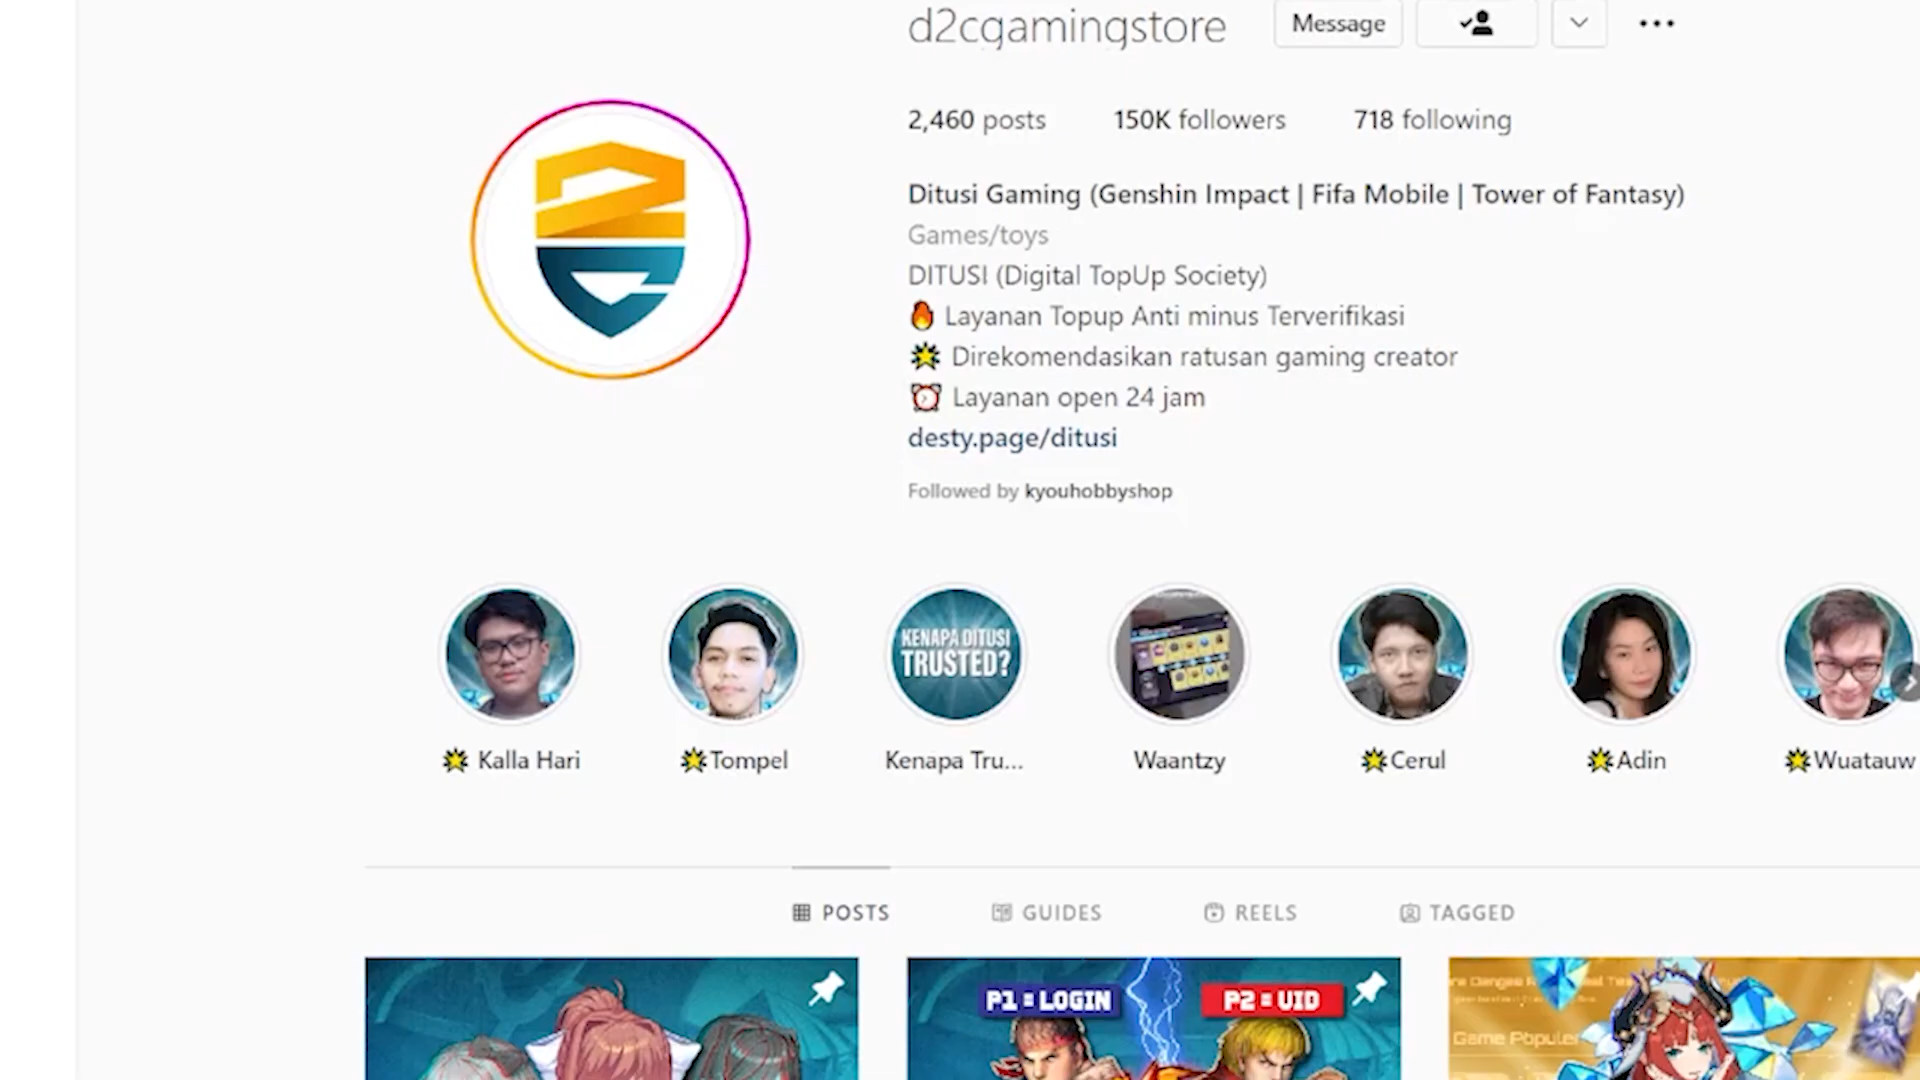 d2cgamingstore
Message
2,460 posts 150K followers 718 following
Ditusi Gaming (Genshin Impact | Fifa Mobile | Tower of Fantasy)
Games/toys
DITUSI (Digital TopUp Society)
🔥 Layanan Topup Anti minus Terverifikasi
🌟 Direkomendasikan ratusan gaming creator
⏰ Layanan open 24 jam
desty.page/ditusi
Followed by kyouhobbyshop
KENAPA DITUSI
TRUSTED?
🌟 Kalla Hari
🌟Tompel
Kenapa Tru...
Waantzy
🌟Cerul
🌟Adin
🌟Wuatauw
POSTS GUIDES REELS TAGGED
P1 = LOGIN
P2 = UID
Game Populer